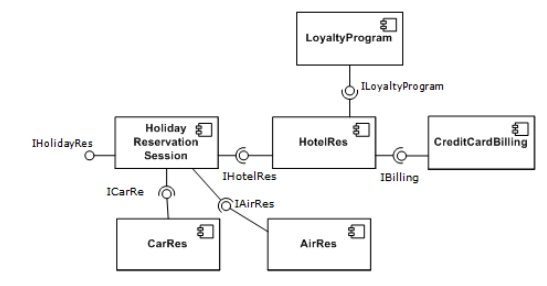 LoyaltyProgram
ILoyaltyProgram
IHolidayRes
Holiday
Reservation
Session
IHotelRes
HotelRes
IBilling
CreditCardBilling
ICarRe
IAirRes
CarRes
AirRes